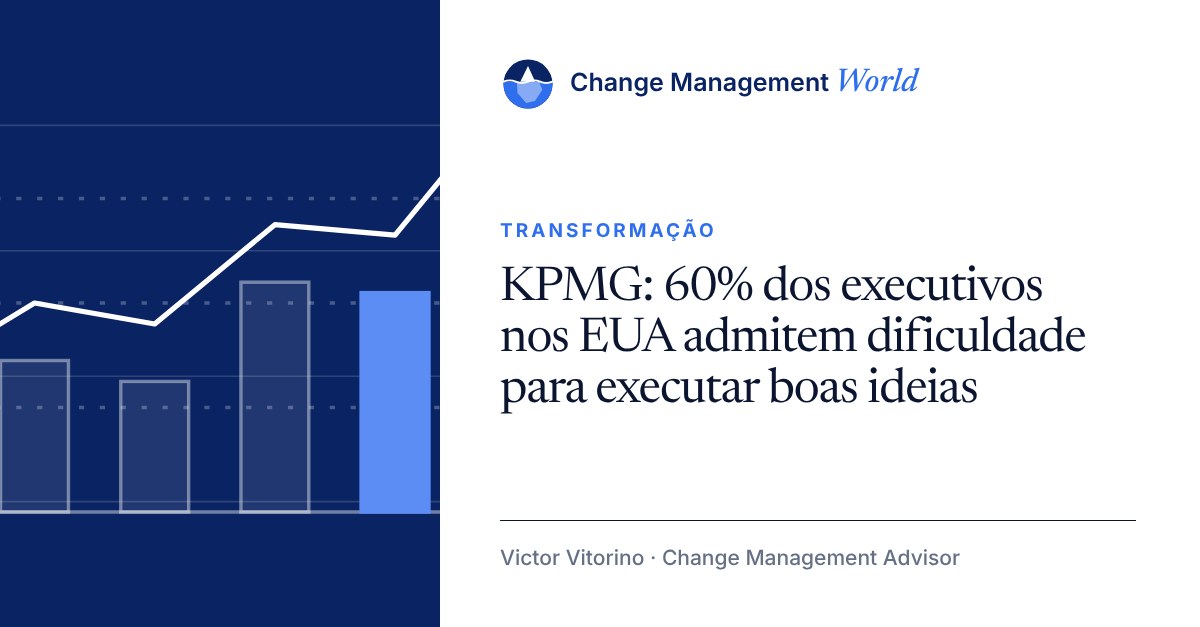 Change Management World
TRANSFORMAÇÃO
KPMG: 60% dos executivos
nos EUA admitem dificuldade
para executar boas ideias
Victor Vitorino · Change Management Advisor